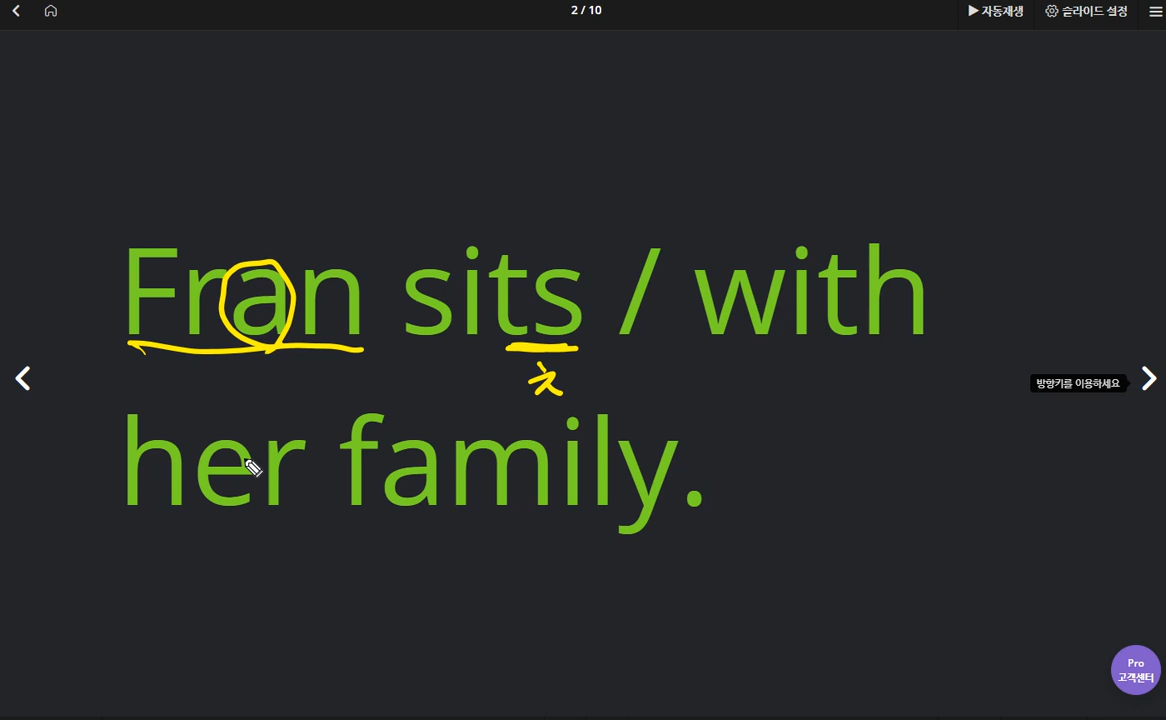 2 / 10
▶ 자동재생
슬라이드 설정
Fran sits / with
ㅊ
her family.
방향키를 이용하세요
Pro
고객센터